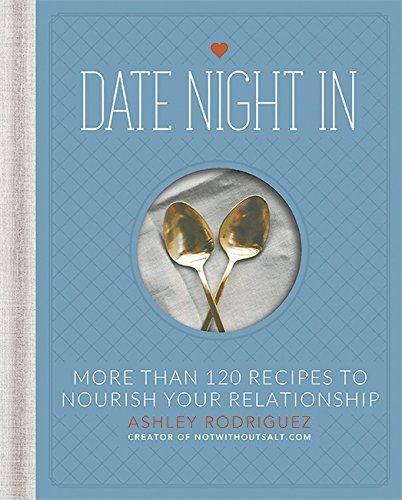 DATE NIGHT IN
MORE THAN 120 RECIPES TO
NOURISH YOUR RELATIONSHIP
ASHLEY RODRIGUEZ
CREATOR OF NOTWITHOUTSALT.COM